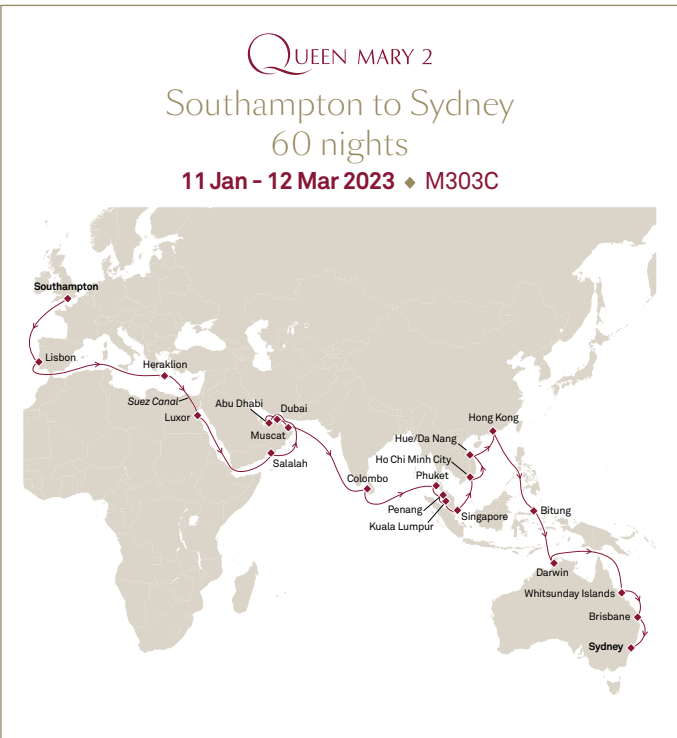 QUEEN MARY 2
Southampton to Sydney
60 nights
11 Jan - 12 Mar 2023 ◆ M303C
Southampton
Lisbon
Heraklion
Suez Canal
Luxor
Abu Dhabi
Dubai
Muscat
Salalah
Colombo
Phuket
Penang
Kuala Lumpur
Singapore
Ho Chi Minh City
Hue/Da Nang
Hong Kong
Bitung
Darwin
Whitsunday Islands
Brisbane
Sydney